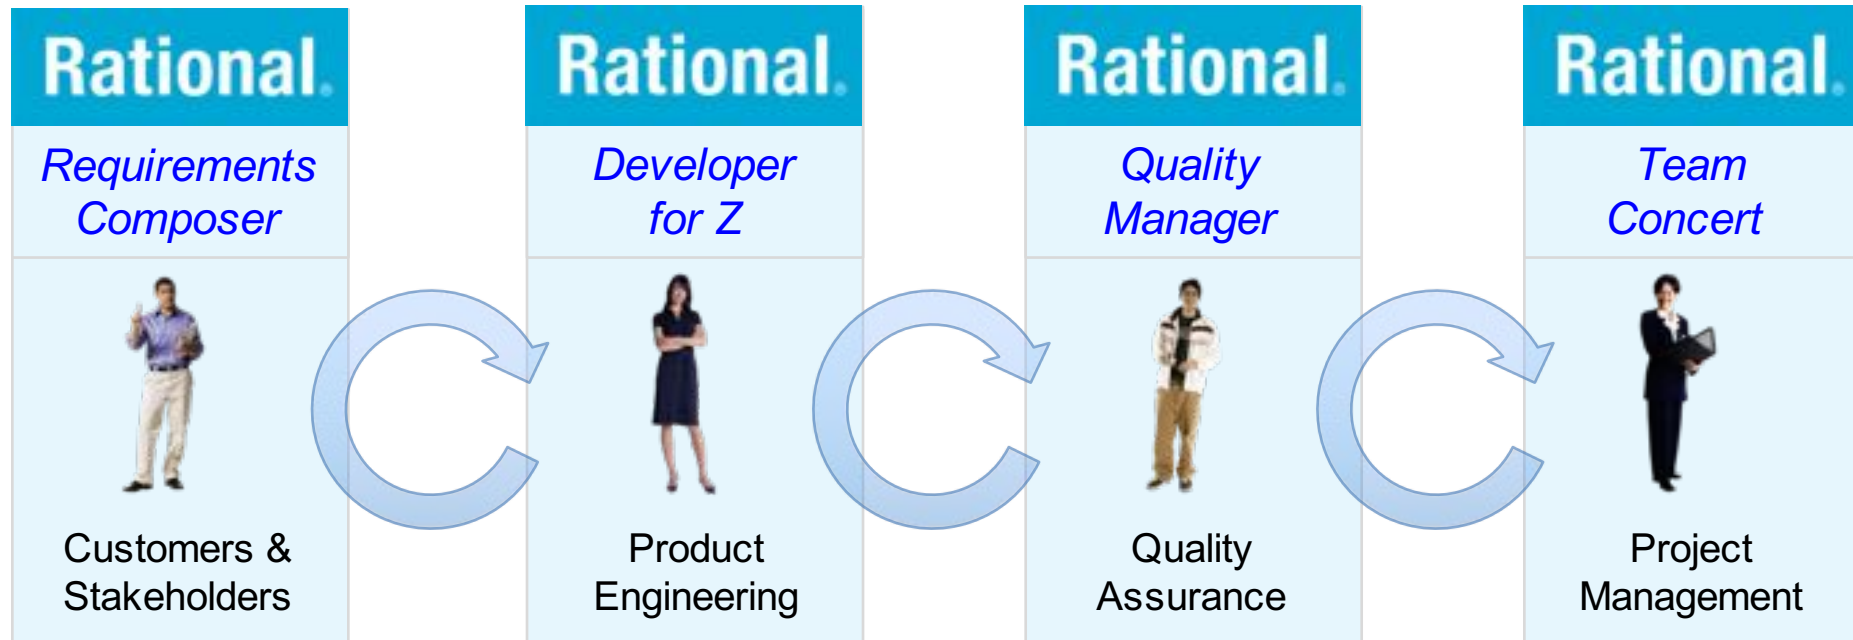 Rational.
Requirements
Composer
Customers &
Stakeholders
Rational.
Developer
for Z
Product
Engineering
Rational.
Quality
Manager
Quality
Assurance
Rational.
Team
Concert
Project
Management